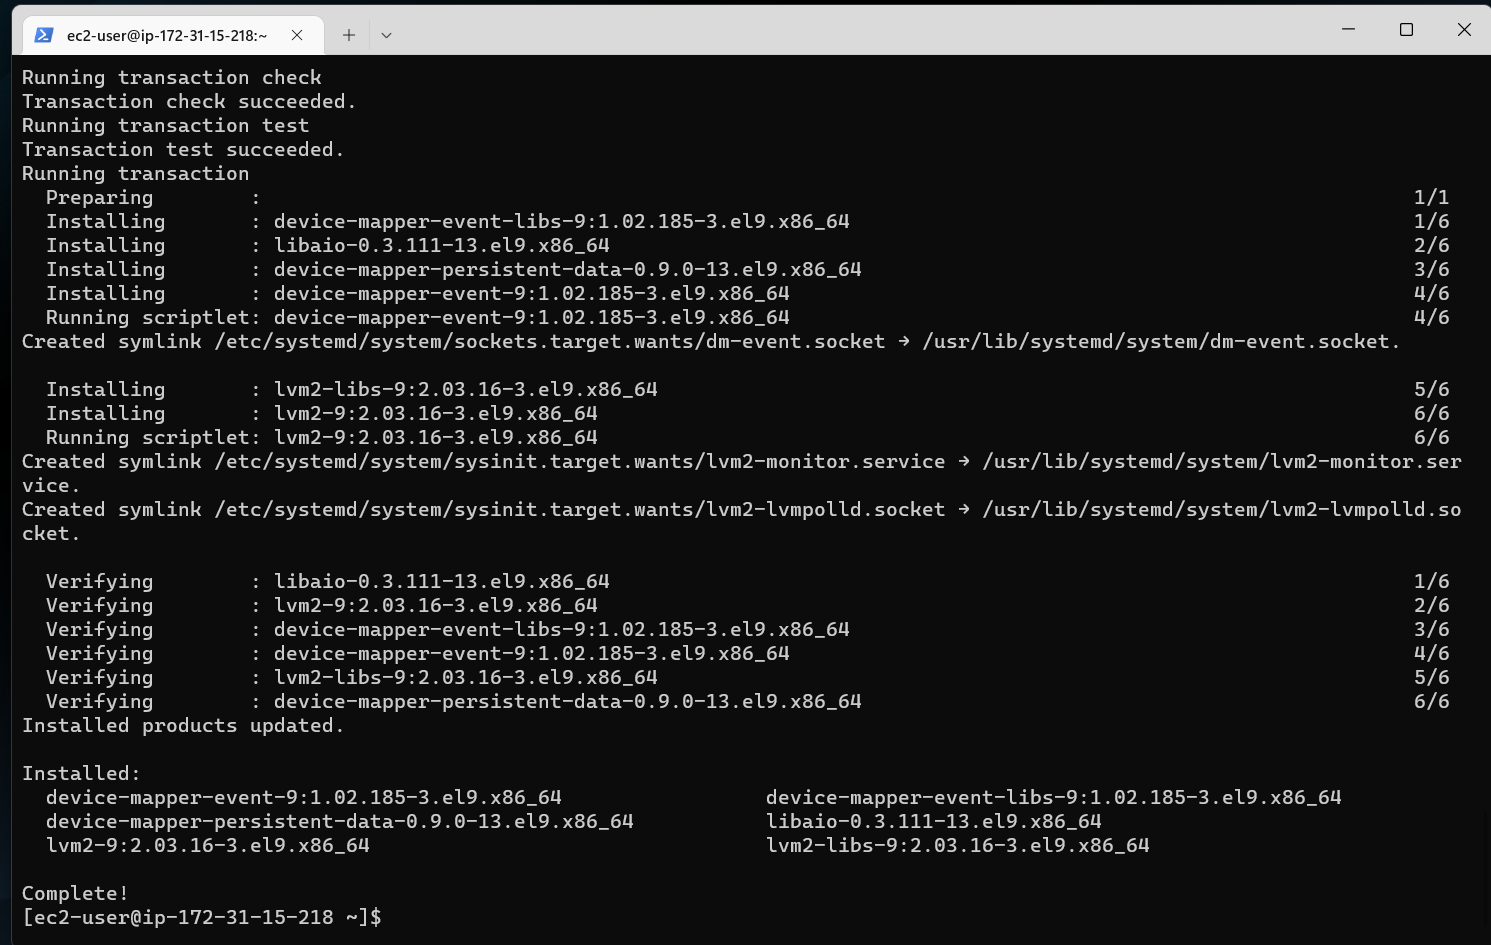 ec2-user@ip-172-31-15-218:~
Running transaction check
Transaction check succeeded.
Running transaction test
Transaction test succeeded.
Running transaction
  Preparing        :                                                                                                1/1
  Installing       : device-mapper-event-libs-9:1.02.185-3.el9.x86_64                                               1/6
  Installing       : libaio-0.3.111-13.el9.x86_64                                                                   2/6
  Installing       : device-mapper-persistent-data-0.9.0-13.el9.x86_64                                              3/6
  Installing       : device-mapper-event-9:1.02.185-3.el9.x86_64                                                    4/6
  Running scriptlet: device-mapper-event-9:1.02.185-3.el9.x86_64                                                    4/6
Created symlink /etc/systemd/system/sockets.target.wants/dm-event.socket → /usr/lib/systemd/system/dm-event.socket.
  Installing       : lvm2-libs-9:2.03.16-3.el9.x86_64                                                               5/6
  Installing       : lvm2-9:2.03.16-3.el9.x86_64                                                                    6/6
  Running scriptlet: lvm2-9:2.03.16-3.el9.x86_64                                                                    6/6
Created symlink /etc/systemd/system/sysinit.target.wants/lvm2-monitor.service → /usr/lib/systemd/system/lvm2-monitor.ser
vice.
Created symlink /etc/systemd/system/sysinit.target.wants/lvm2-lvmpolld.socket → /usr/lib/systemd/system/lvm2-lvmpolld.so
cket.
  Verifying        : libaio-0.3.111-13.el9.x86_64                                                                   1/6
  Verifying        : lvm2-9:2.03.16-3.el9.x86_64                                                                    2/6
  Verifying        : device-mapper-event-libs-9:1.02.185-3.el9.x86_64                                               3/6
  Verifying        : device-mapper-event-9:1.02.185-3.el9.x86_64                                                    4/6
  Verifying        : lvm2-libs-9:2.03.16-3.el9.x86_64                                                               5/6
  Verifying        : device-mapper-persistent-data-0.9.0-13.el9.x86_64                                              6/6
Installed products updated.
Installed:
  device-mapper-event-9:1.02.185-3.el9.x86_64                 device-mapper-event-libs-9:1.02.185-3.el9.x86_64
  device-mapper-persistent-data-0.9.0-13.el9.x86_64           libaio-0.3.111-13.el9.x86_64
  lvm2-9:2.03.16-3.el9.x86_64                                 lvm2-libs-9:2.03.16-3.el9.x86_64
Complete!
[ec2-user@ip-172-31-15-218 ~]$